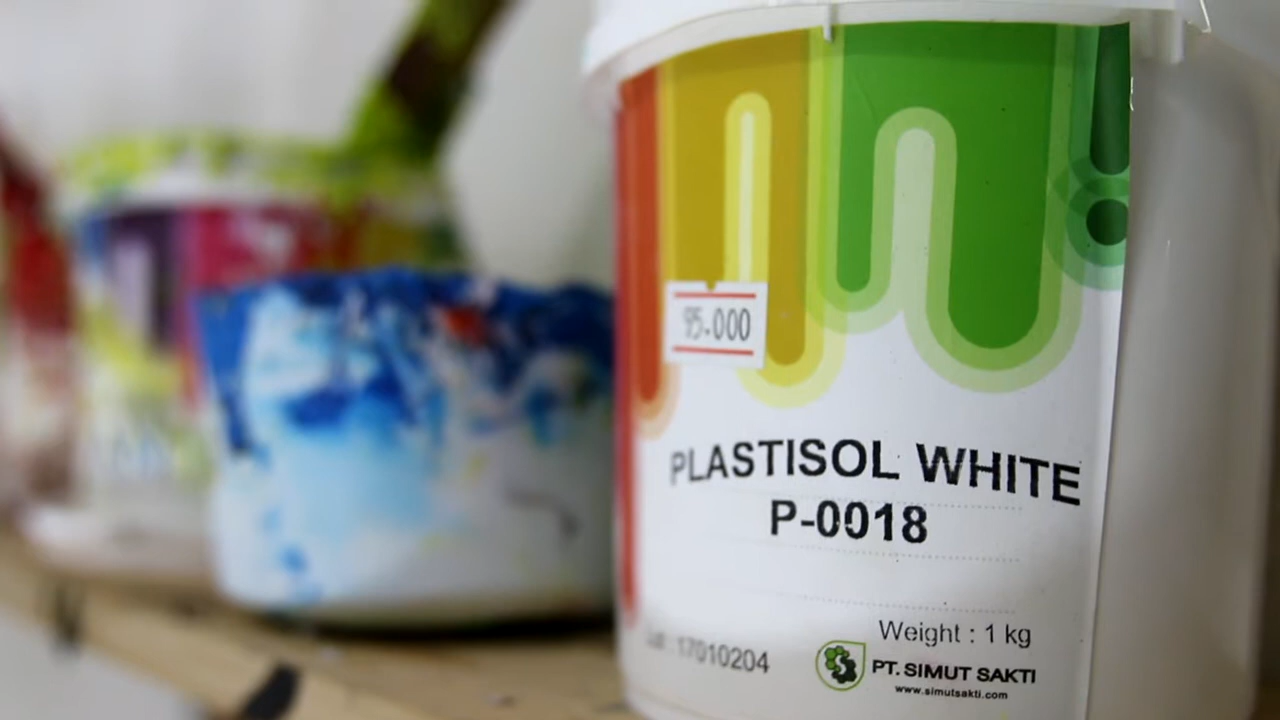 95.000
PLASTISOL WHITE
P-0018
Weight : 1 kg
17010204
PT. SIMUT SAKTI
www.simutsakti.com